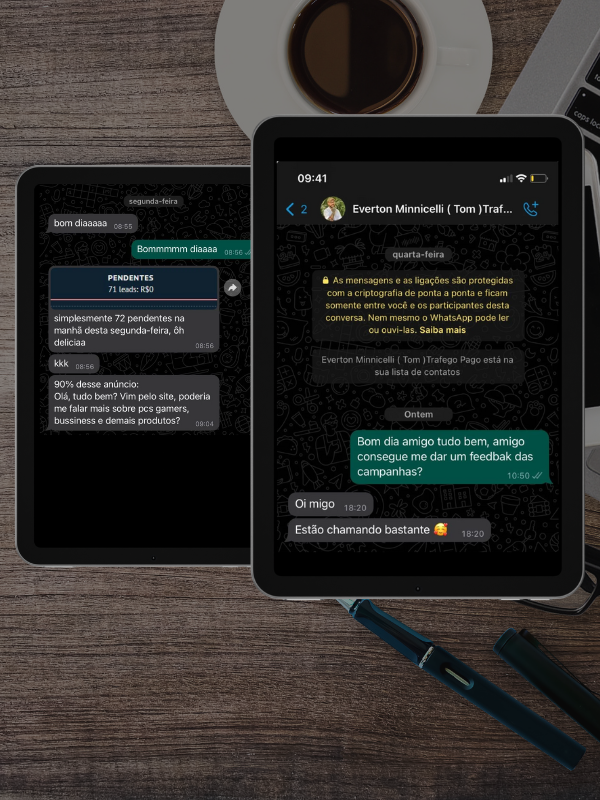 segunda-feira
bom diaaaaa 08:55
Bommmmm diaaaa 08:56
PENDENTES
71 leads: R$0
simplesmente 72 pendentes na
manhã desta segunda-feira, ôh
deliciaa
08:56
kkk 08:56
90% desse anúncio:
Olá, tudo bem? Vim pelo site, poderia
me falar mais sobre pcs gamers,
bussiness e demais produtos?
09:04
09:41
2 Everton Minnicelli ( Tom )Traf...
quarta-feira
As mensagens e as ligações são protegidas
com a criptografia de ponta a ponta e ficam
somente entre você e os participantes desta
conversa. Nem mesmo o WhatsApp pode ler
ou ouvi-las. Saiba mais
Everton Minnicelli ( Tom )Trafego Pago está na
sua lista de contatos
Ontem
Bom dia amigo tudo bem, amigo
consegue me dar um feedbak das
campanhas?
10:50
Oi migo 18:20
Estão chamando bastante 🥰 18:20
caps loc